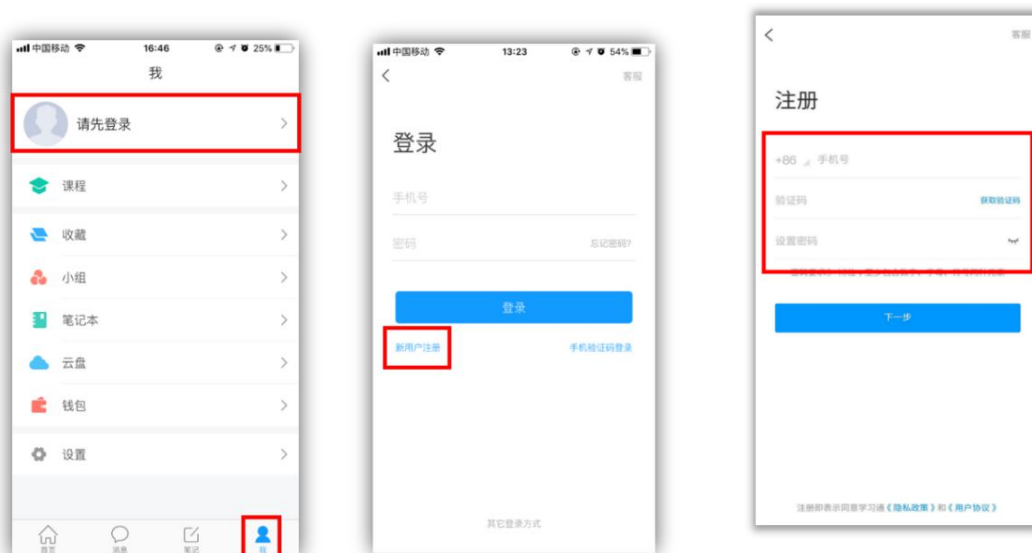 中国移动 16:46 25%
我
请先登录
课程
收藏
小组
笔记本
云盘
钱包
设置
首页 消息 笔记 我
中国移动 13:23 54%
客服
登录
手机号
密码 忘记密码?
登录
新用户注册 手机验证码登录
其它登录方式
客服
注册
+86 手机号
验证码 获取验证码
设置密码
下一步
注册即表示同意学习通《隐私政策》和《用户协议》